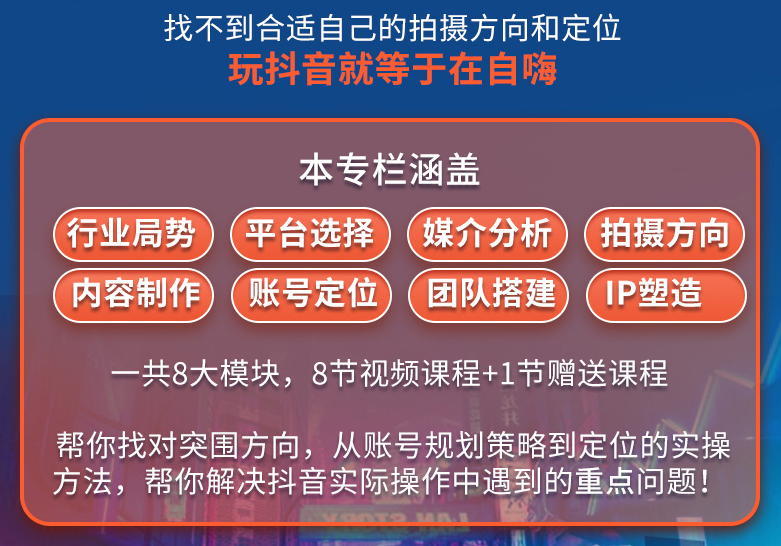 找不到合适自己的拍摄方向和定位
玩抖音就等于在自嗨
本专栏涵盖
行业局势 平台选择 媒介分析 拍摄方向
内容制作 账号定位 团队搭建 IP塑造
一共8大模块，8节视频课程+1节赠送课程
帮你找对突围方向，从账号规划策略到定位的实操
方法，帮你解决抖音实际操作中遇到的重点问题！